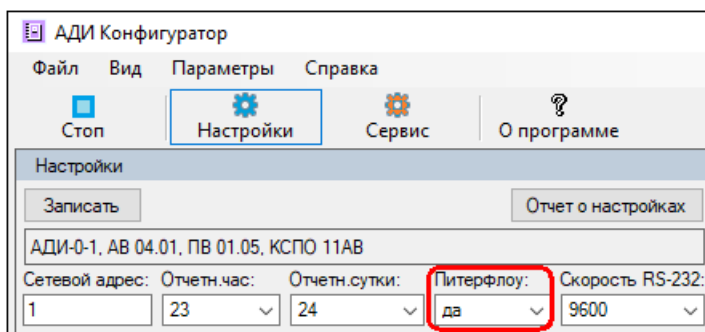 АДИ Конфигуратор
Файл Вид Параметры Справка
Стоп Настройки Сервис О программе
Настройки
Записать Отчет о настройках
АДИ-0-1, АВ 04.01, ПВ 01.05, КСПО 11АВ
Сетевой адрес: Отчетн.час: Отчетн.сутки: Питерфлоу: Скорость RS-232:
1 23 24 да 9600